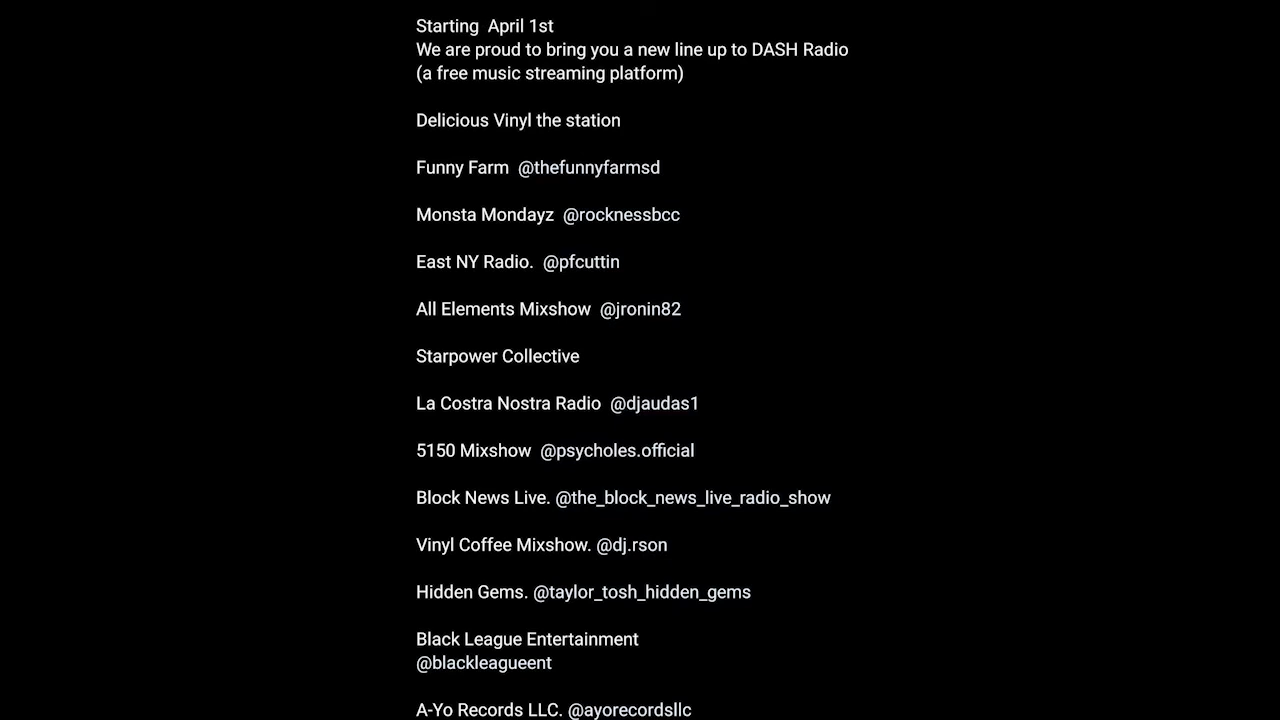 Starting  April 1st
We are proud to bring you a new line up to DASH Radio
(a free music streaming platform)
Delicious Vinyl the station
Funny Farm  @thefunnyfarmsd
Monsta Mondayz  @rocknessbcc
East NY Radio.  @pfcuttin
All Elements Mixshow  @jronin82
Starpower Collective
La Costra Nostra Radio  @djaudas1
5150 Mixshow  @psycholes.official
Block News Live. @the_block_news_live_radio_show
Vinyl Coffee Mixshow. @dj.rson
Hidden Gems. @taylor_tosh_hidden_gems
Black League Entertainment
@blackleagueent
A-Yo Records LLC. @ayorecordsllc